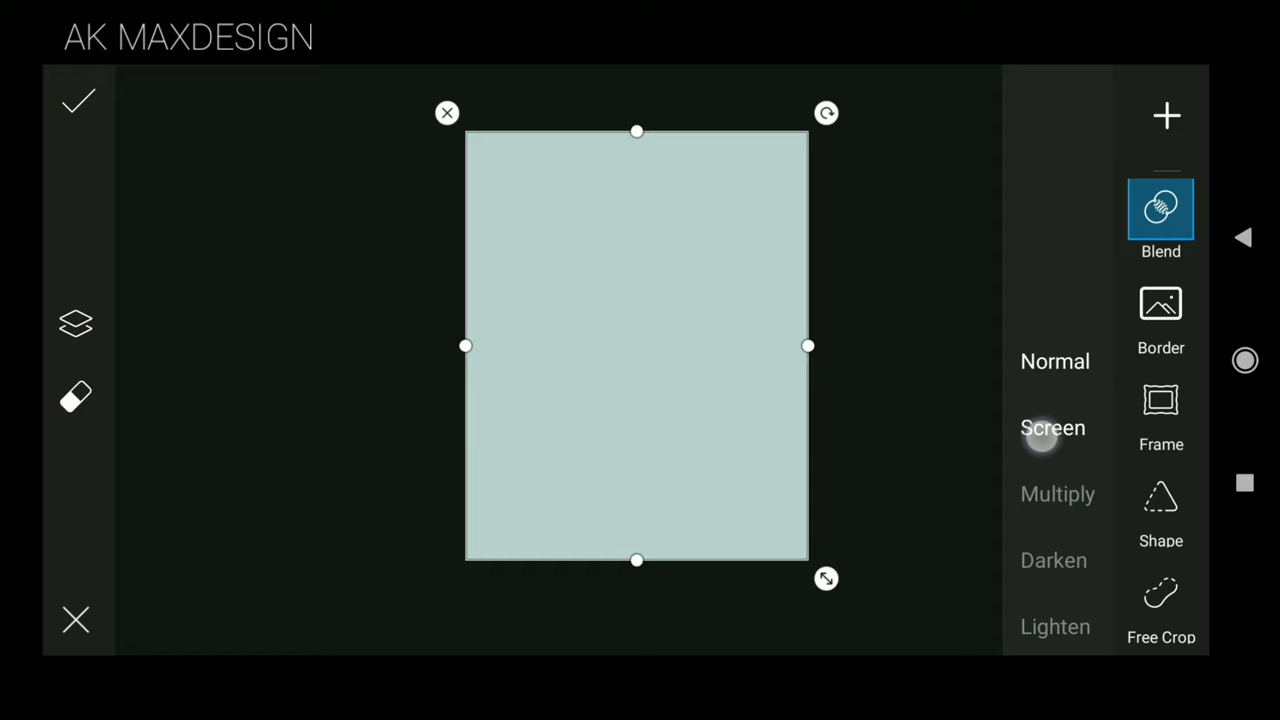 AK MAXDESIGN
Blend
Border
Normal
Screen
Frame
Multiply
Shape
Darken
Lighten
Free Crop